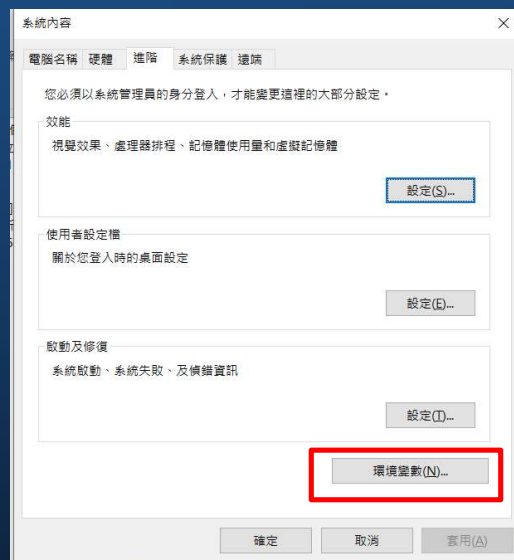 系統內容
電腦名稱 硬體 進階 系統保護 遠端
您必須以系統管理員的身分登入，才能變更這裡的大部分設定。
效能
視覺效果、處理器排程、記憶體使用量和虛擬記憶體
設定(S)...
使用者設定檔
關於您登入時的桌面設定
設定(E)...
啟動及修復
系統啟動、系統失敗、及偵錯資訊
設定(T)...
環境變數(N)...
確定 取消 套用(A)